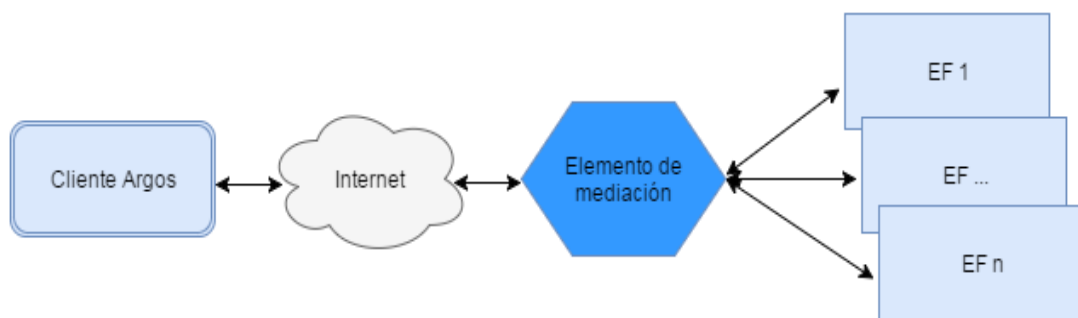 Cliente Argos
Internet
Elemento de
mediación
EF 1
EF ...
EF n